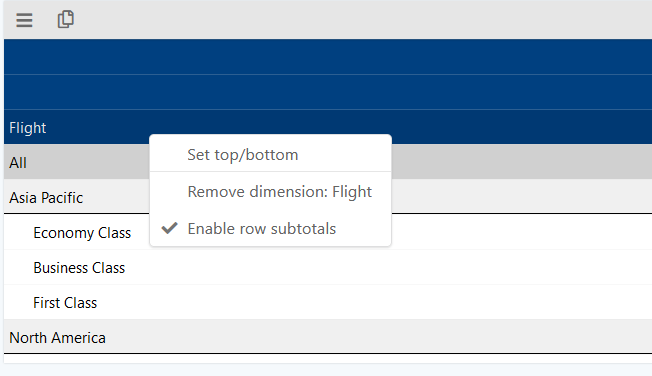 Flight
Set top/bottom
All
Remove dimension: Flight
Asia Pacific
Enable row subtotals
Economy Class
Business Class
First Class
North America